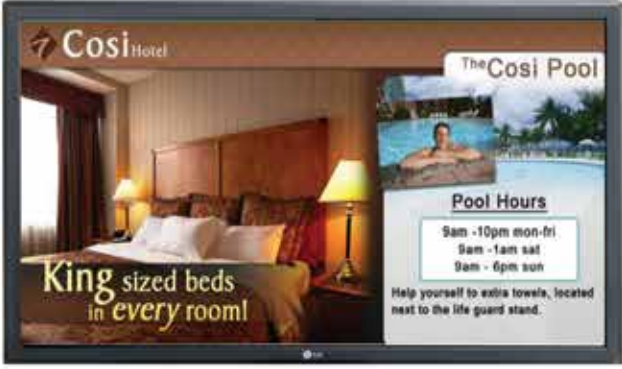 Cosi Hotel
The Cosi Pool
Pool Hours
9am -10pm mon-fri
9am -1am sat
9am - 6pm sun
Help yourself to extra towels, located
next to the life guard stand.
King sized beds
in every room!
LG